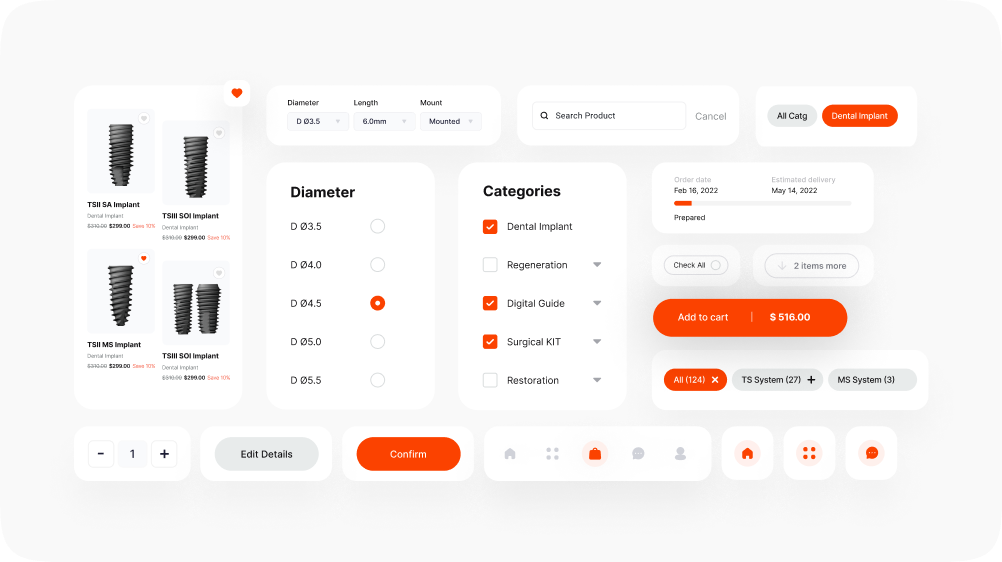 TSII SA Implant
Dental Implant
$310.00 $299.00 Save 10%
TSIII SOI Implant
Dental Implant
$310.00 $299.00 Save 10%
TSII MS Implant
Dental Implant
$310.00 $299.00 Save 10%
TSIII SOI Implant
Dental Implant
$310.00 $299.00 Save 10%
Diameter Length Mount
D Ø3.5 6.0mm Mounted
Search Product Cancel
All Catg Dental Implant
Diameter
D Ø3.5
D Ø4.0
D Ø4.5
D Ø5.0
D Ø5.5
Categories
Dental Implant
Regeneration
Digital Guide
Surgical KIT
Restoration
Order date Estimated delivery
Feb 16, 2022 May 14, 2022
Prepared
Check All 2 items more
Add to cart | $ 516.00
All (124) TS System (27) MS System (3)
- 1 +
Edit Details
Confirm